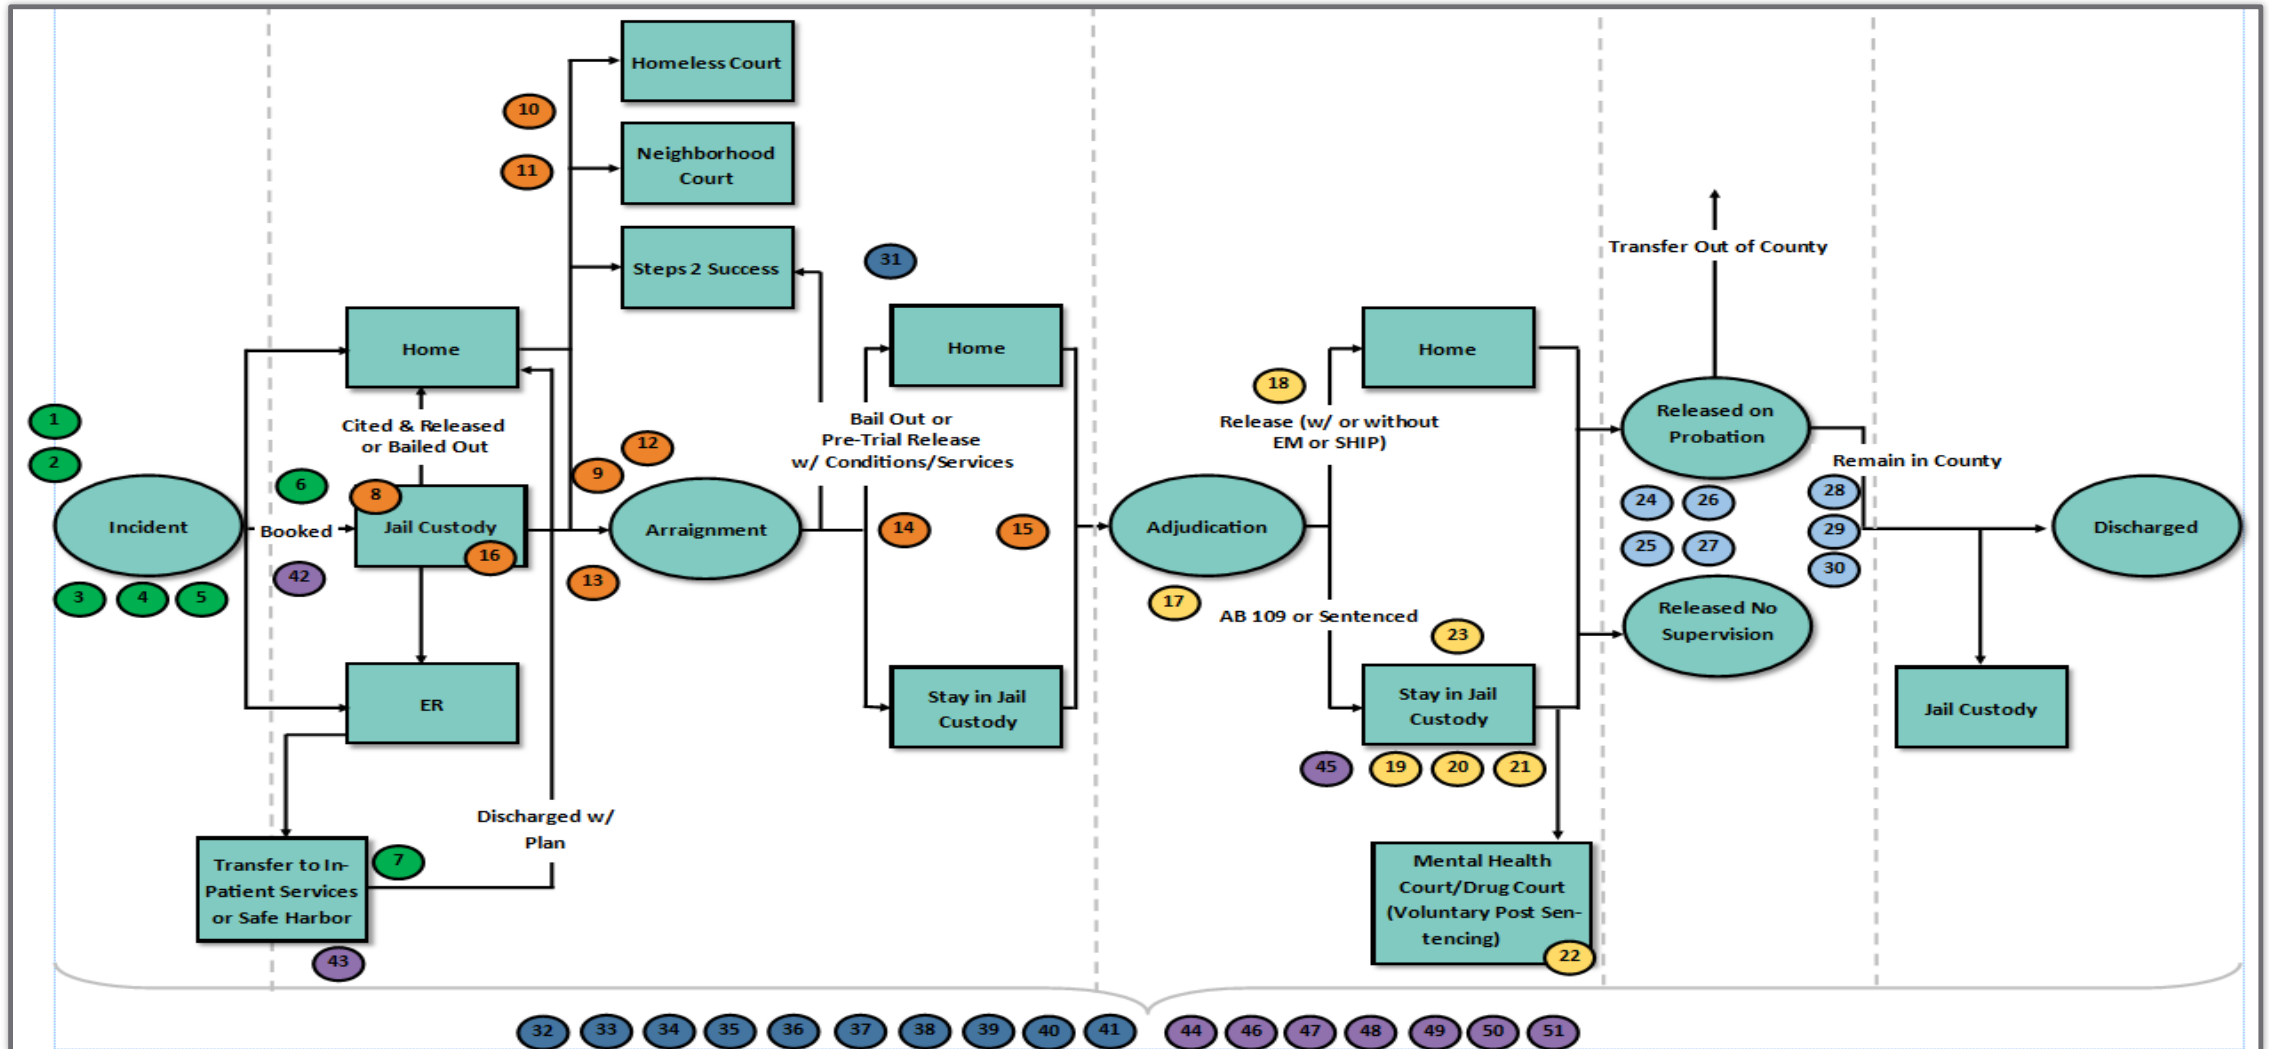 Homeless Court
10
Neighborhood
Court
11
Steps 2 Success
31
Transfer Out of County
Home
Home
Home
18
1
2
Cited & Released
or Bailed Out
12
9
Bail Out or
Pre-Trial Release
w/ Conditions/Services
Release (w/ or without
EM or SHIP)
Released on
Probation
Remain in County
6
8
Incident
Booked
Jail Custody
16
42
3
4
5
13
Arraignment
14
15
Adjudication
17
24
26
25
27
28
29
30
Discharged
AB 109 or Sentenced
23
Released No
Supervision
ER
Stay in Jail
Custody
Stay in Jail
Custody
Jail Custody
45
19
20
21
Discharged w/
Plan
Transfer to In-
Patient Services
or Safe Harbor
7
43
Mental Health
Court/Drug Court
(Voluntary Post Sen-
tencing)
22
32 33 34 35 36 37 38 39 40 41 44 46 47 48 49 50 51